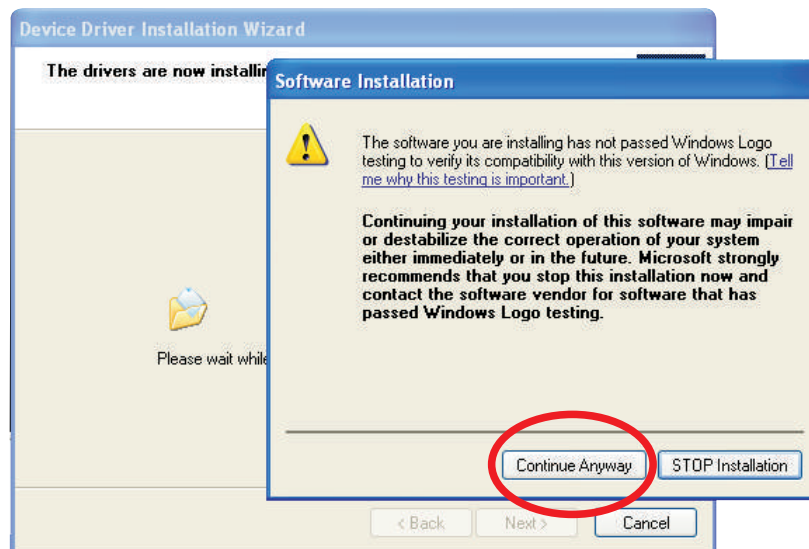 Device Driver Installation Wizard
The drivers are now installin
Software Installation
The software you are installing has not passed Windows Logo
testing to verify its compatibility with this version of Windows. (Tell
me why this testing is important.)
Continuing your installation of this software may impair
or destabilize the correct operation of your system
either immediately or in the future. Microsoft strongly
recommends that you stop this installation now and
contact the software vendor for software that has
passed Windows Logo testing.
Please wait while
Continue Anyway STOP Installation
< Back Next > Cancel